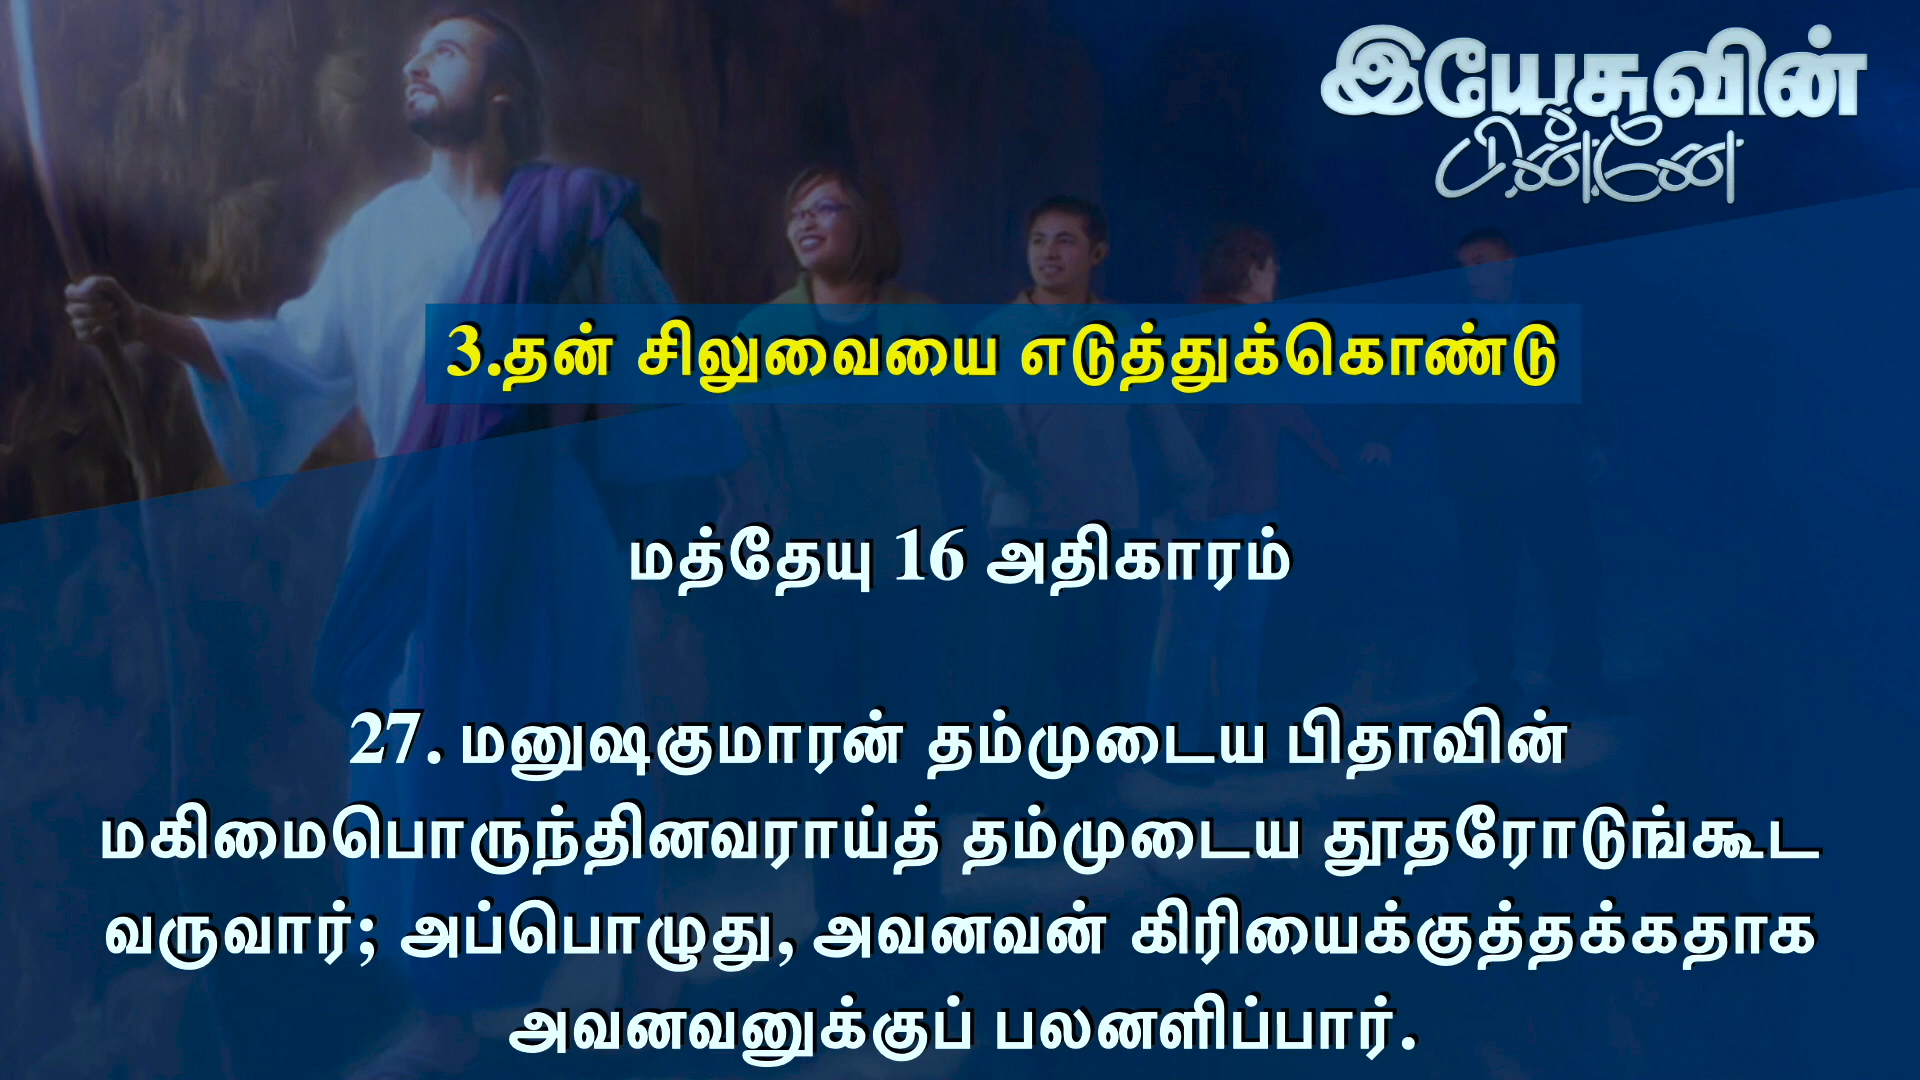 இயேசுவின்
பின்னே
3.தன் சிலுவையை எடுத்துக்கொண்டு
மத்தேயு 16 அதிகாரம்
27. மனுஷகுமாரன் தம்முடைய பிதாவின்
மகிமைபொருந்தினவராய்த் தம்முடைய தூதரோடுங்கூட
வருவார்; அப்பொழுது, அவனவன் கிரியைக்குத்தக்கதாக
அவனவனுக்குப் பலனளிப்பார்.